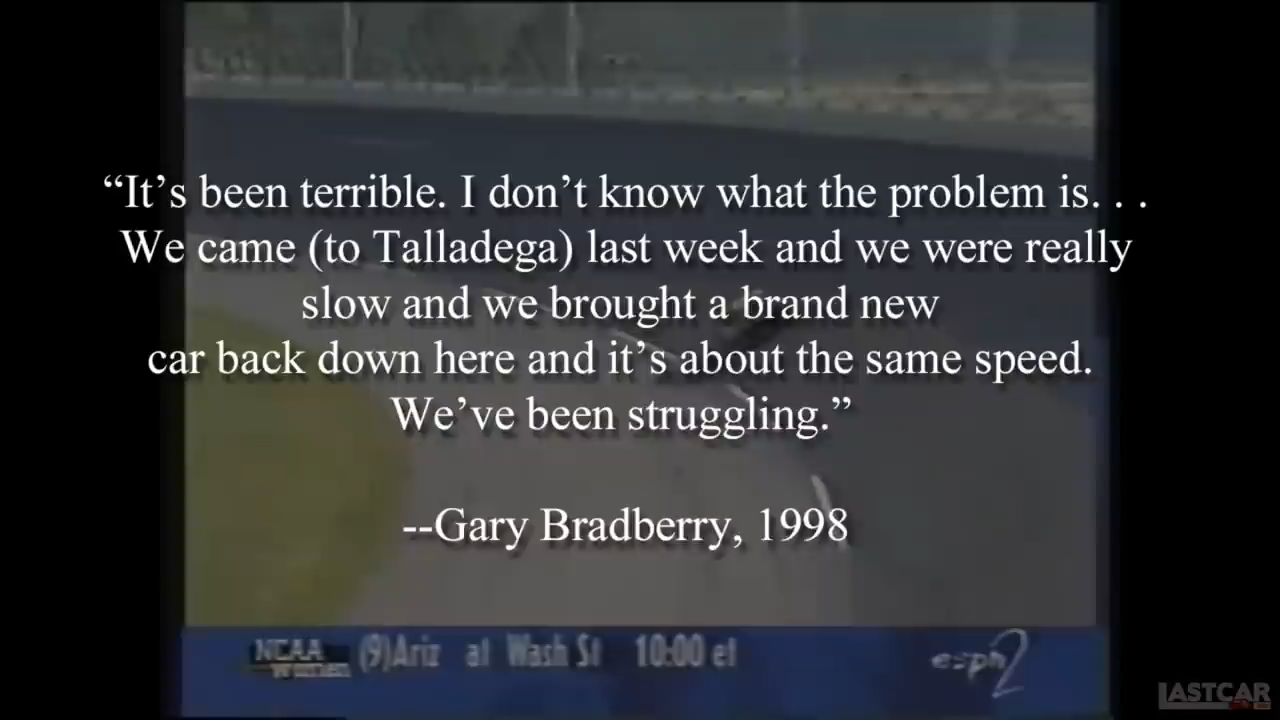 “It’s been terrible. I don’t know what the problem is. . .
We came (to Talladega) last week and we were really
slow and we brought a brand new
car back down here and it’s about the same speed.
We’ve been struggling.”
--Gary Bradberry, 1998
NCAA (9)Ariz at Wash St 10:00 et
Women
espn2
LASTCAR